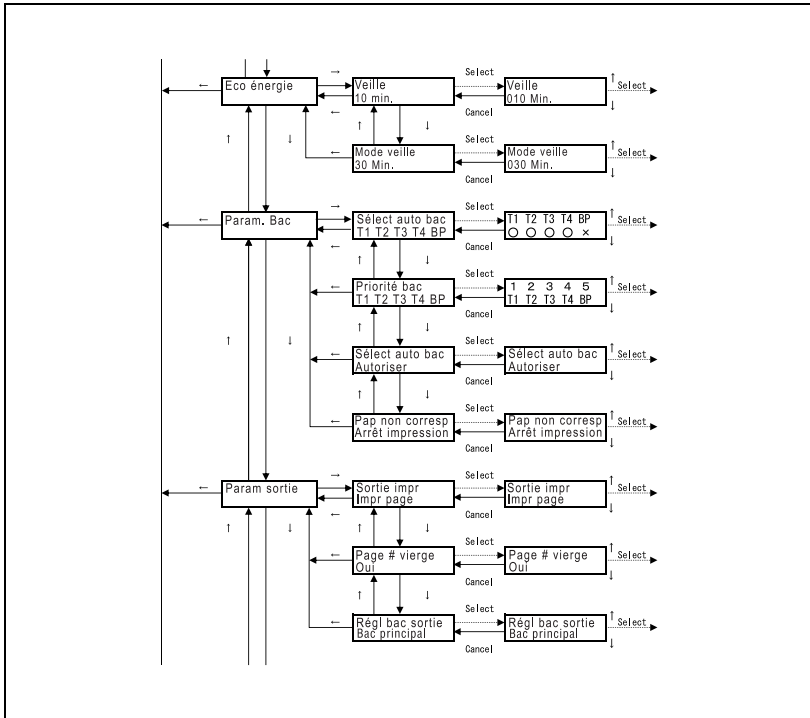 → Select
← Eco énergie Veille Veille ↑ Select
10 min. 010 Min.
← Cancel ↓
↑ ↓ ↑ ↓
Select
← Mode veille Mode veille ↑ Select
30 Min. 030 Min.
Cancel ↓
→ Select
← Param. Bac Sélect auto bac T1 T2 T3 T4 BP ↑ Select
T1 T2 T3 T4 BP ○ ○ ○ ○ ×
← Cancel ↓
↑ ↓
Select
← Priorité bac 1 2 3 4 5 ↑ Select
T1 T2 T3 T4 BP T1 T2 T3 T4 BP
Cancel ↓
↑ ↓ ↑ ↓
Select
← Sélect auto bac Sélect auto bac ↑ Select
Autoriser Autoriser
Cancel ↓
↑ ↓
Select
← Pap non corresp Pap non corresp ↑ Select
Arrêt impression Arrêt impression
Cancel ↓
→ Select
← Param sortie Sortie impr Sortie impr ↑ Select
Impr page Impr page
← Cancel ↓
↑ ↓ ↑ ↓
Select
← Page # vierge Page # vierge ↑ Select
Oui Oui
Cancel ↓
↑ ↓
Select
← Régl bac sortie Régl bac sortie ↑ Select
Bac principal Bac principal
Cancel ↓